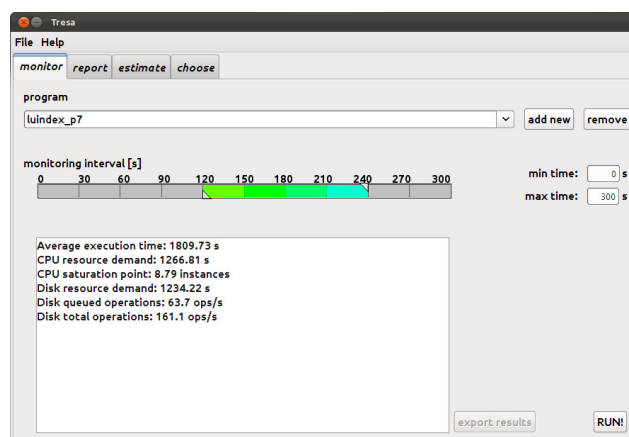 Tresa
File Help
monitor report estimate choose
program
luindex_p7 add new remove
monitoring interval [s]
0 30 60 90 120 150 180 210 240 270 300
min time: 0 s
max time: 300 s
Average execution time: 1809.73 s
CPU resource demand: 1266.81 s
CPU saturation point: 8.79 instances
Disk resource demand: 1234.22 s
Disk queued operations: 63.7 ops/s
Disk total operations: 161.1 ops/s
export results RUN!